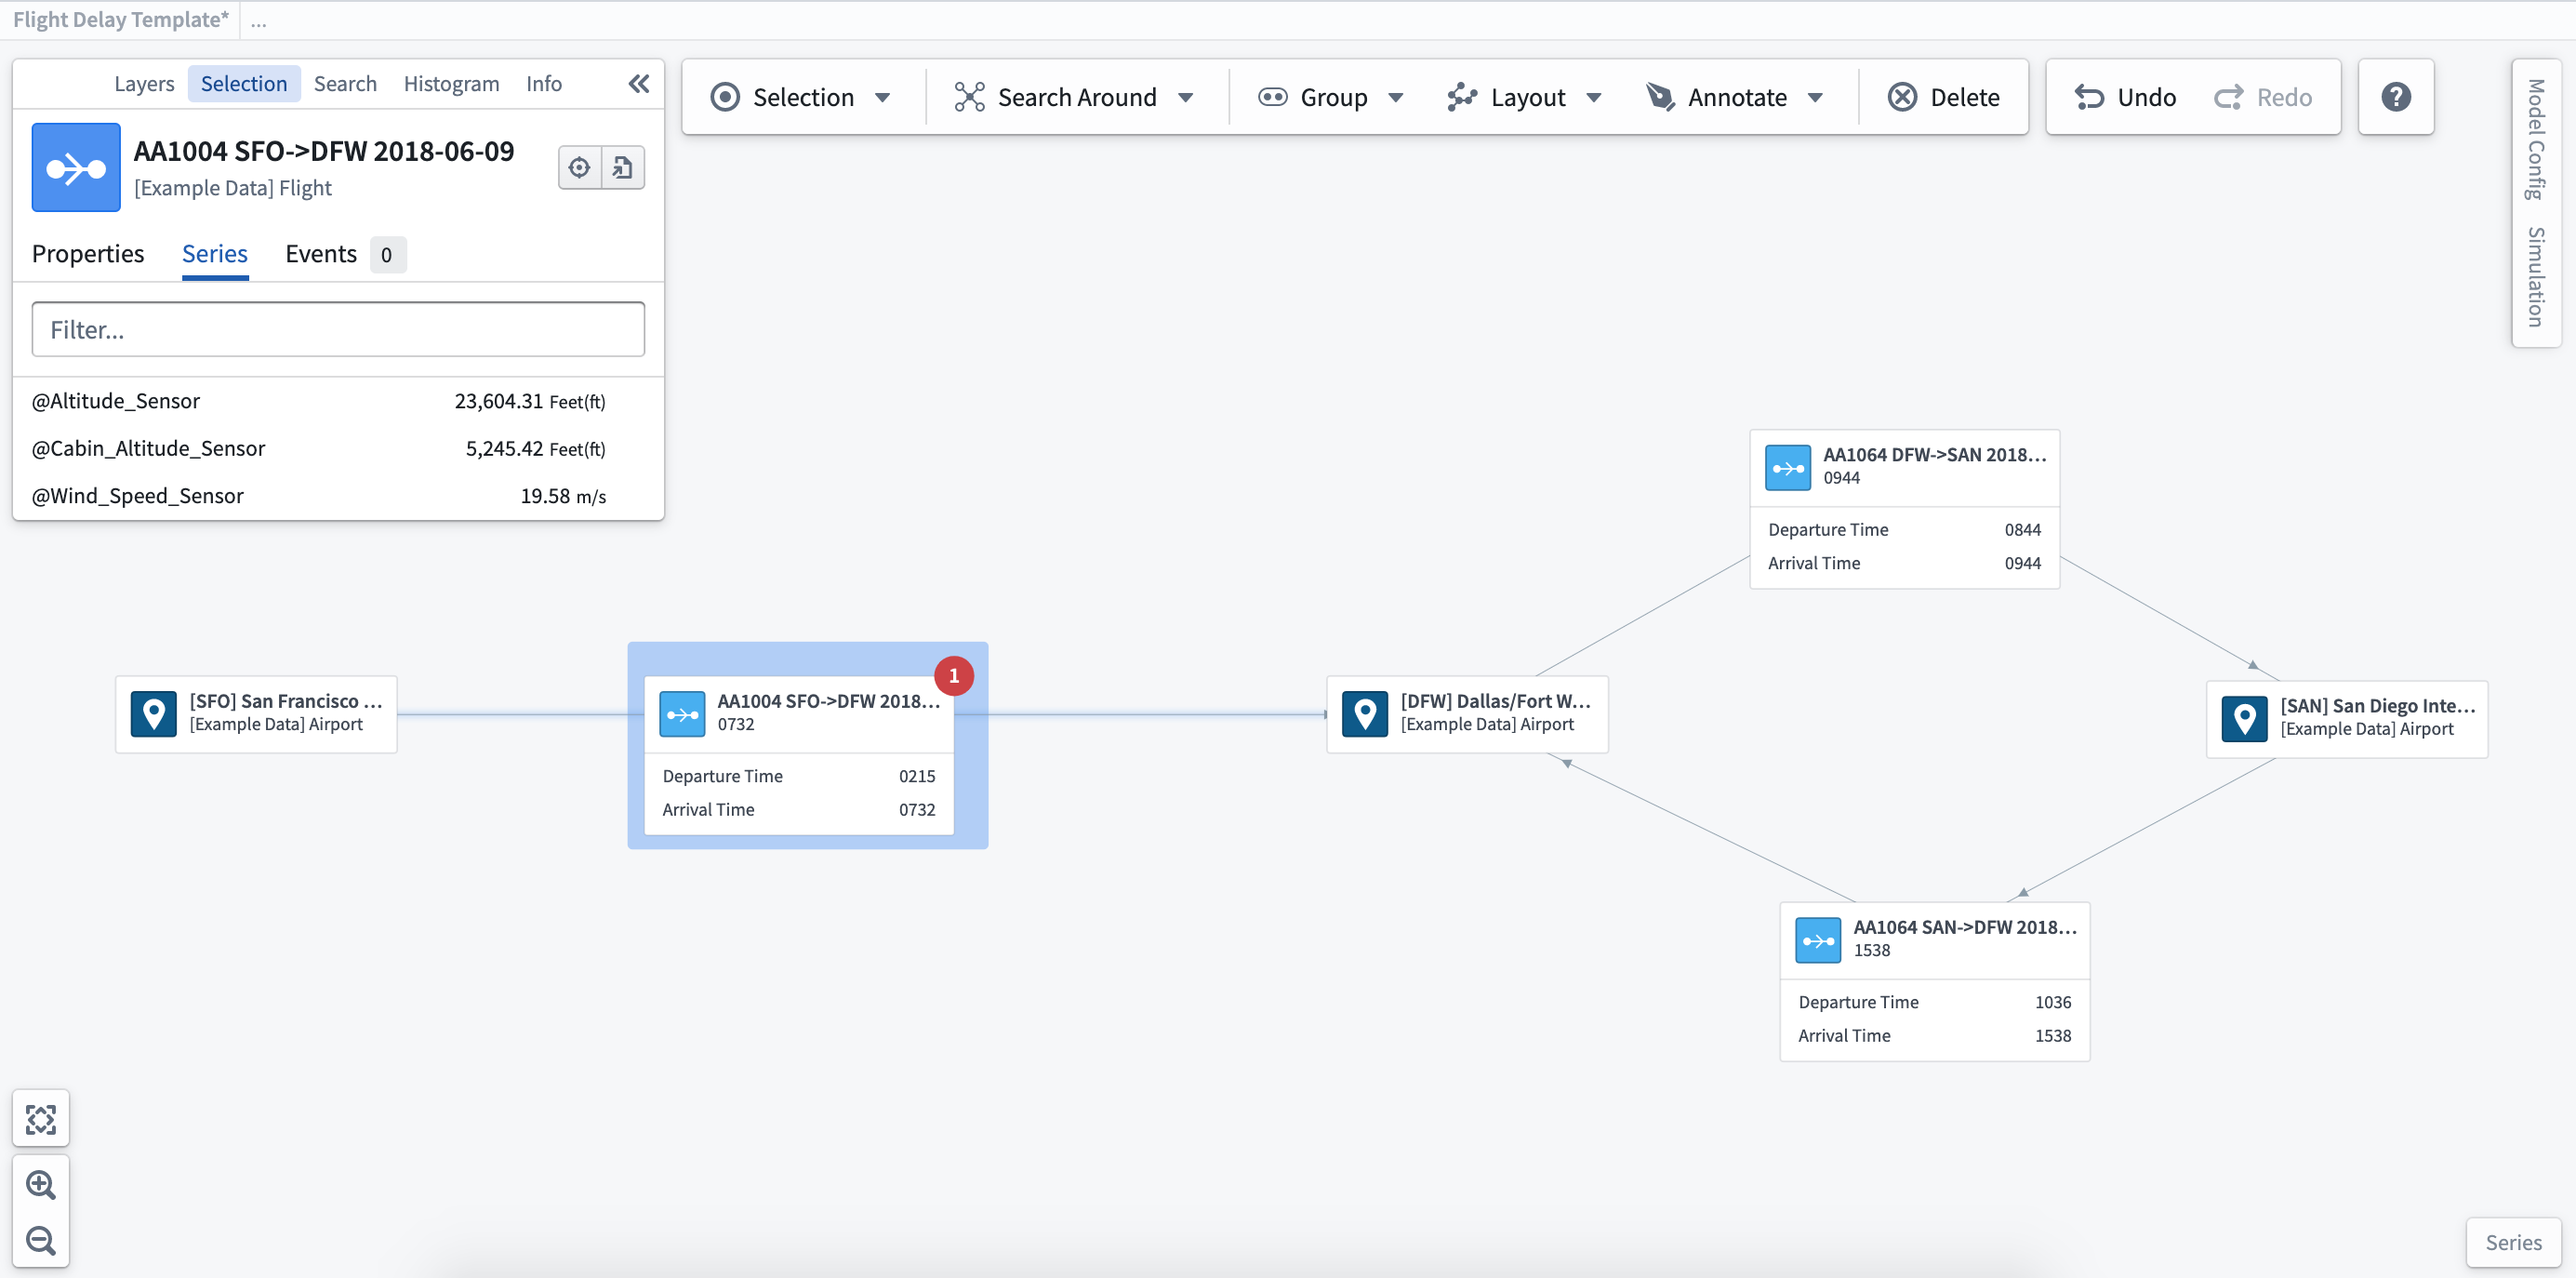 Flight Delay Template* ...
Layers Selection Search Histogram Info
AA1004 SFO->DFW 2018-06-09
[Example Data] Flight
Properties Series Events 0
Filter...
@Altitude_Sensor 23,604.31 Feet(ft)
@Cabin_Altitude_Sensor 5,245.42 Feet(ft)
@Wind_Speed_Sensor 19.58 m/s
Selection Search Around Group Layout Annotate Delete
Undo Redo
?
Model Config
Simulation
AA1064 DFW->SAN 2018...
0944
Departure Time 0844
Arrival Time 0944
[SFO] San Francisco ...
[Example Data] Airport
1
AA1004 SFO->DFW 2018...
0732
Departure Time 0215
Arrival Time 0732
[DFW] Dallas/Fort W...
[Example Data] Airport
[SAN] San Diego Inte...
[Example Data] Airport
AA1064 SAN->DFW 2018...
1538
Departure Time 1036
Arrival Time 1538
Series